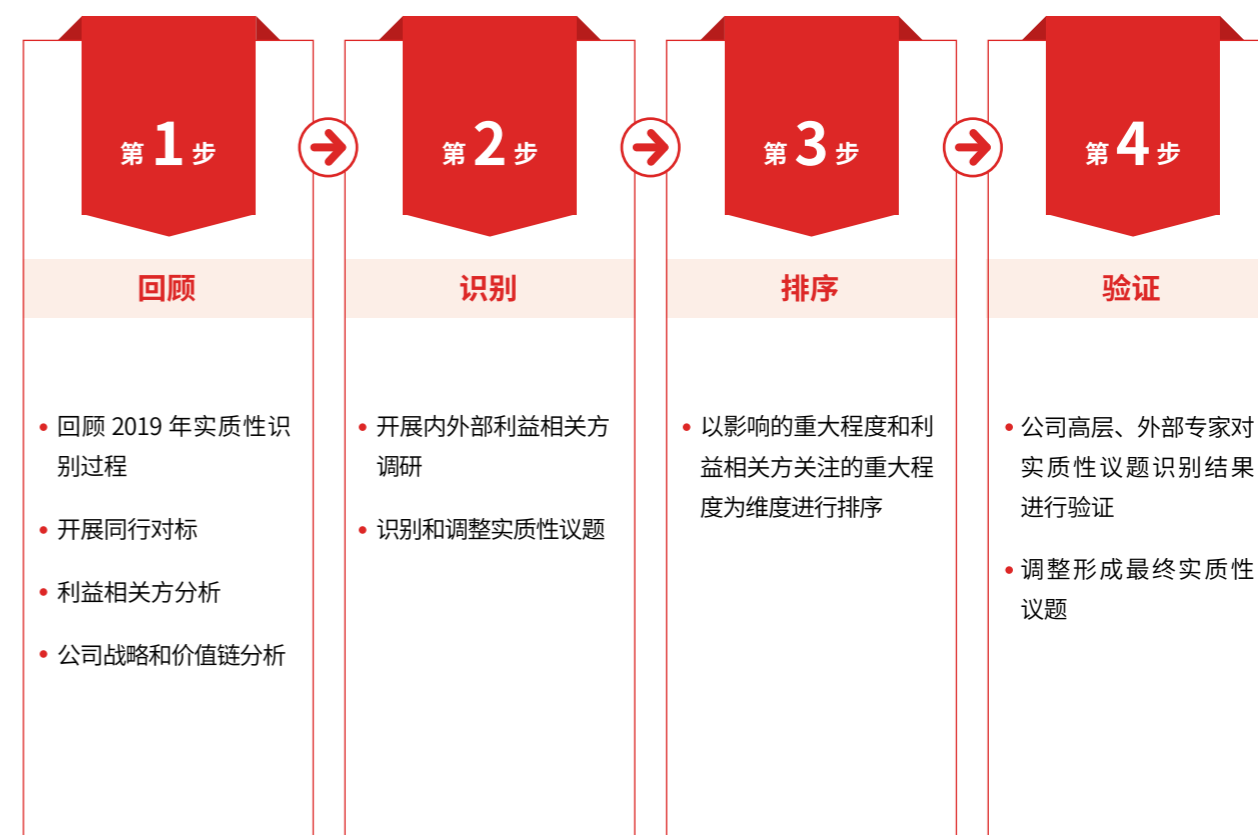 第 1 步
回顾
• 回顾 2019 年实质性识
别过程
• 开展同行对标
• 利益相关方分析
• 公司战略和价值链分析
第 2 步
识别
• 开展内外部利益相关方
调研
• 识别和调整实质性议题
第 3 步
排序
• 以影响的重大程度和利
益相关方关注的重大程
度为维度进行排序
第 4 步
验证
• 公司高层、外部专家对
实质性议题识别结果
进行验证
• 调整形成最终实质性
议题